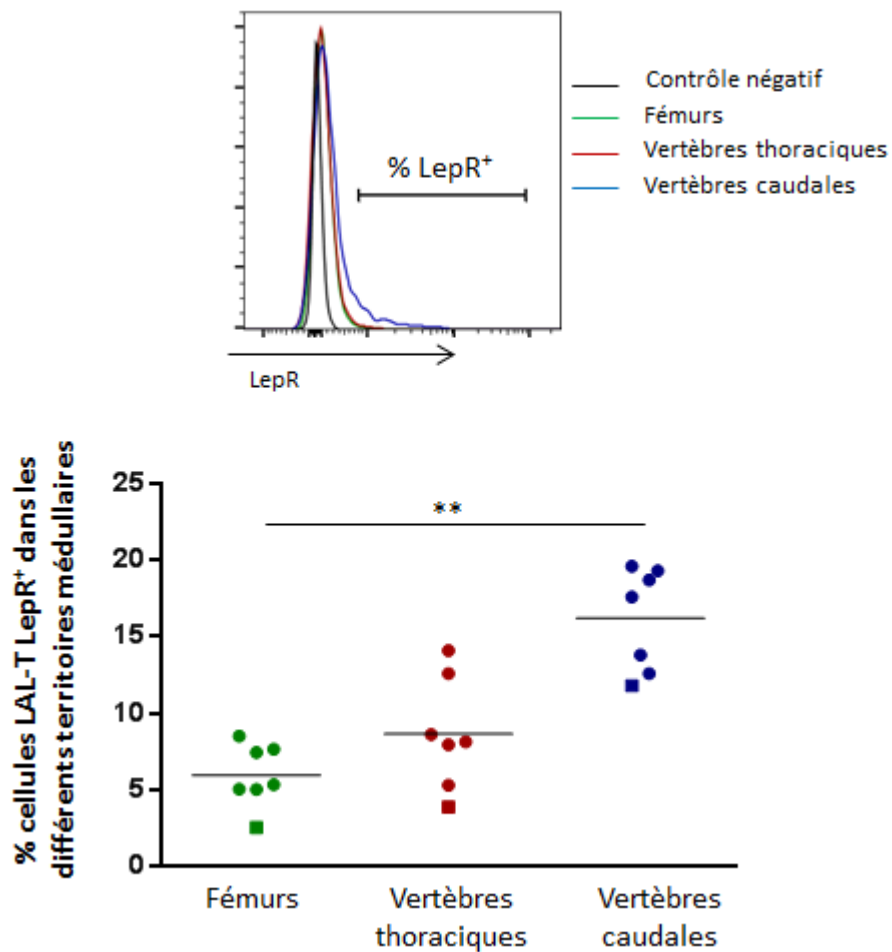 Contrôle négatif
Fémurs
Vertèbres thoraciques
Vertèbres caudales
% LepR⁺
LepR
% cellules LAL-T LepR⁺ dans les
différents territoires médullaires
25
20
15
10
5
0
**
Fémurs
Vertèbres
thoraciques
Vertèbres
caudales